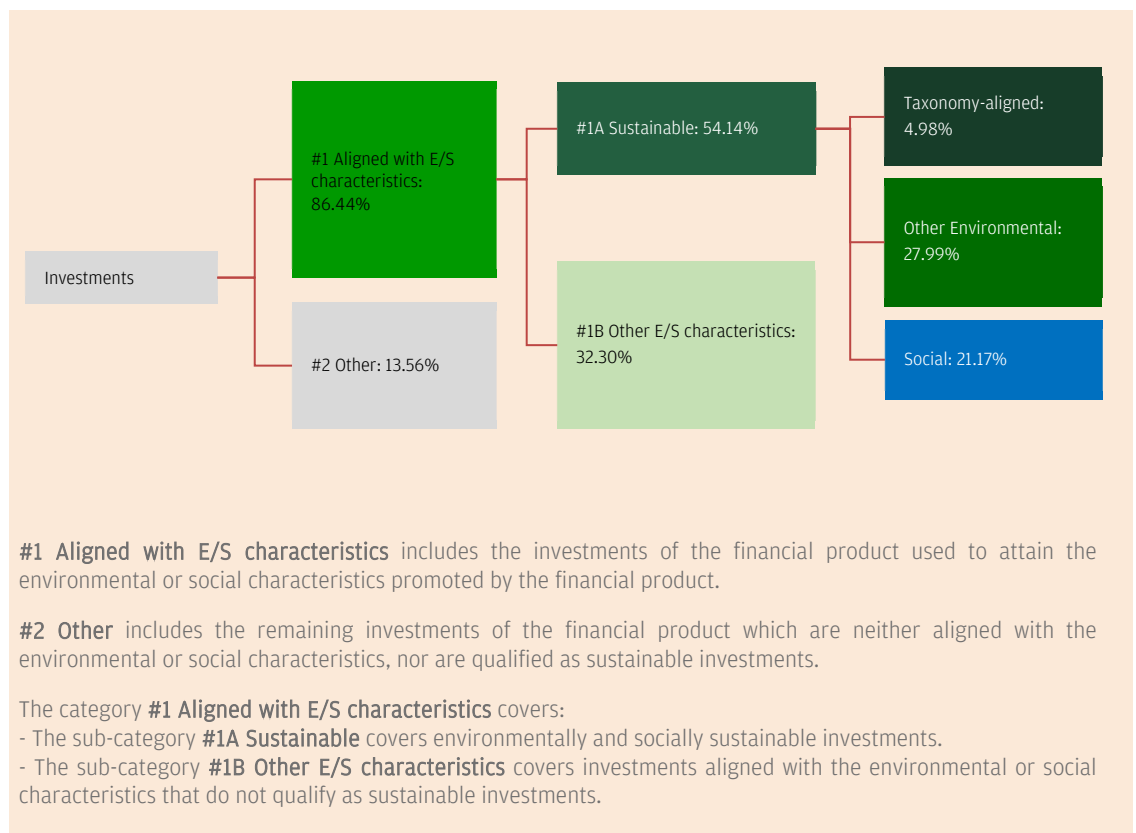 Investments
#1 Aligned with E/S
characteristics:
86.44%
#2 Other: 13.56%
#1A Sustainable: 54.14%
#1B Other E/S characteristics:
32.30%
Taxonomy-aligned:
4.98%
Other Environmental:
27.99%
Social: 21.17%
#1 Aligned with E/S characteristics includes the investments of the financial product used to attain the
environmental or social characteristics promoted by the financial product.
#2 Other includes the remaining investments of the financial product which are neither aligned with the
environmental or social characteristics, nor are qualified as sustainable investments.
The category #1 Aligned with E/S characteristics covers:
- The sub-category #1A Sustainable covers environmentally and socially sustainable investments.
- The sub-category #1B Other E/S characteristics covers investments aligned with the environmental or social
characteristics that do not qualify as sustainable investments.